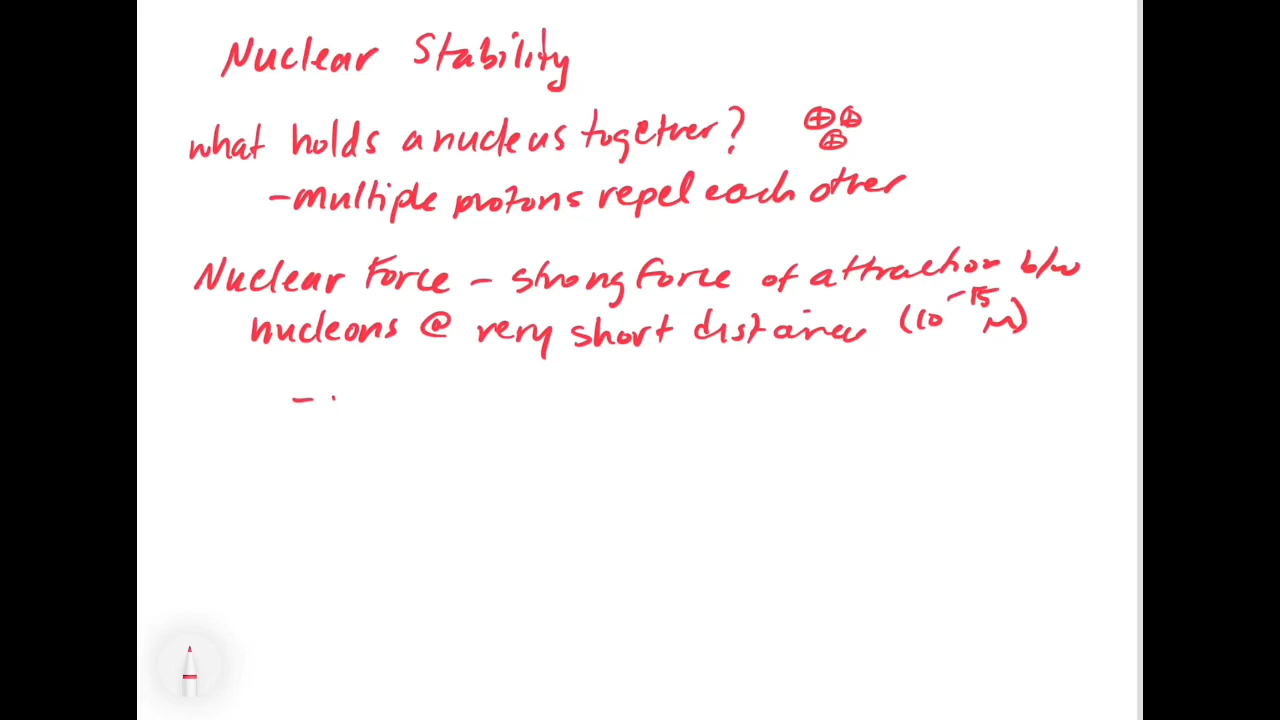 Nuclear Stability
what holds a nucleus together? ⊕⊕
⊕
- multiple protons repel each other
Nuclear Force - strong force of attraction b/w
nucleons @ very short distances (10⁻¹⁵ m)
-